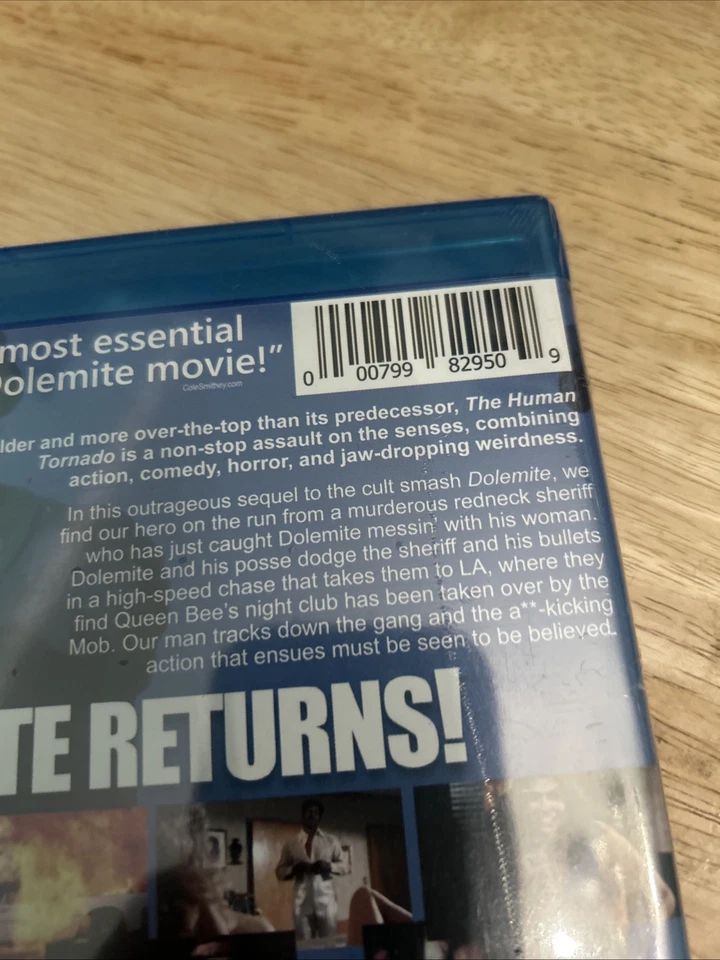 most essential
olemite movie!”
ColeSmithey.com
0 00799 82950 9
lder and more over-the-top than its predecessor, The Human
Tornado is a non-stop assault on the senses, combining
action, comedy, horror, and jaw-dropping weirdness.
In this outrageous sequel to the cult smash Dolemite, we
find our hero on the run from a murderous redneck sheriff
who has just caught Dolemite messin' with his woman.
Dolemite and his posse dodge the sheriff and his bullets
in a high-speed chase that takes them to LA, where they
find Queen Bee's night club has been taken over by the
Mob. Our man tracks down the gang and the a**-kicking
action that ensues must be seen to be believed.
TE RETURNS!